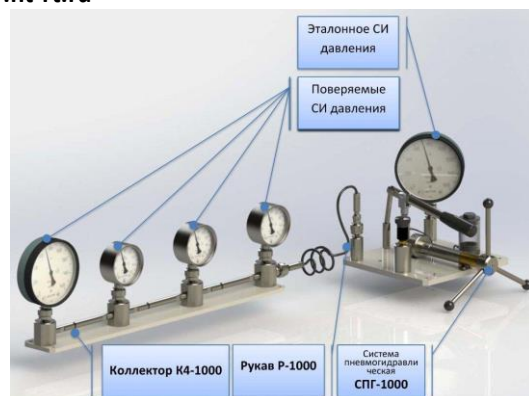 Эталонное СИ
давления
Поверяемые
СИ давления
Коллектор К4-1000
Рукав Р-1000
Система
пневмогидравли
ческая
СПГ-1000